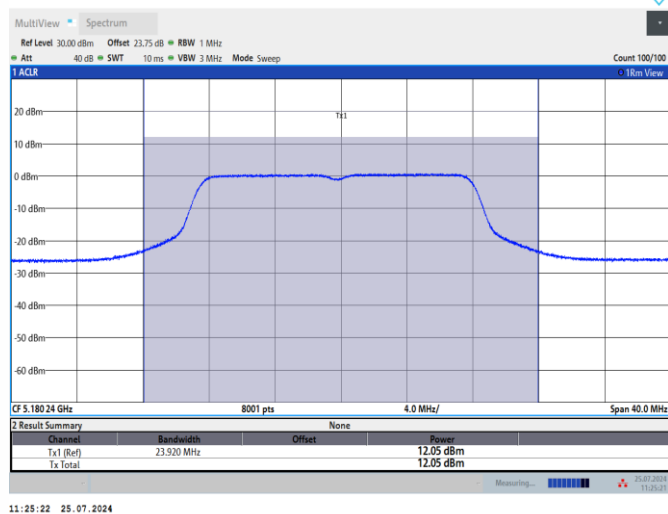 MultiView Spectrum
Ref Level 30.00 dBm Offset 23.75 dB RBW 1 MHz
Att 40 dB SWT 10 ms VBW 3 MHz Mode Sweep Count 100/100
1 ACLR 1Rm View
Tx1
20 dBm
10 dBm
0 dBm
-10 dBm
-20 dBm
-30 dBm
-40 dBm
-50 dBm
-60 dBm
CF 5.18024 GHz 8001 pts 4.0 MHz/ Span 40.0 MHz
2 Result Summary None
Channel Bandwidth Offset Power
Tx1 (Ref) 23.920 MHz 12.05 dBm
Tx Total 12.05 dBm
Measuring... 25.07.2024
11:25:21
11:25:22 25.07.2024